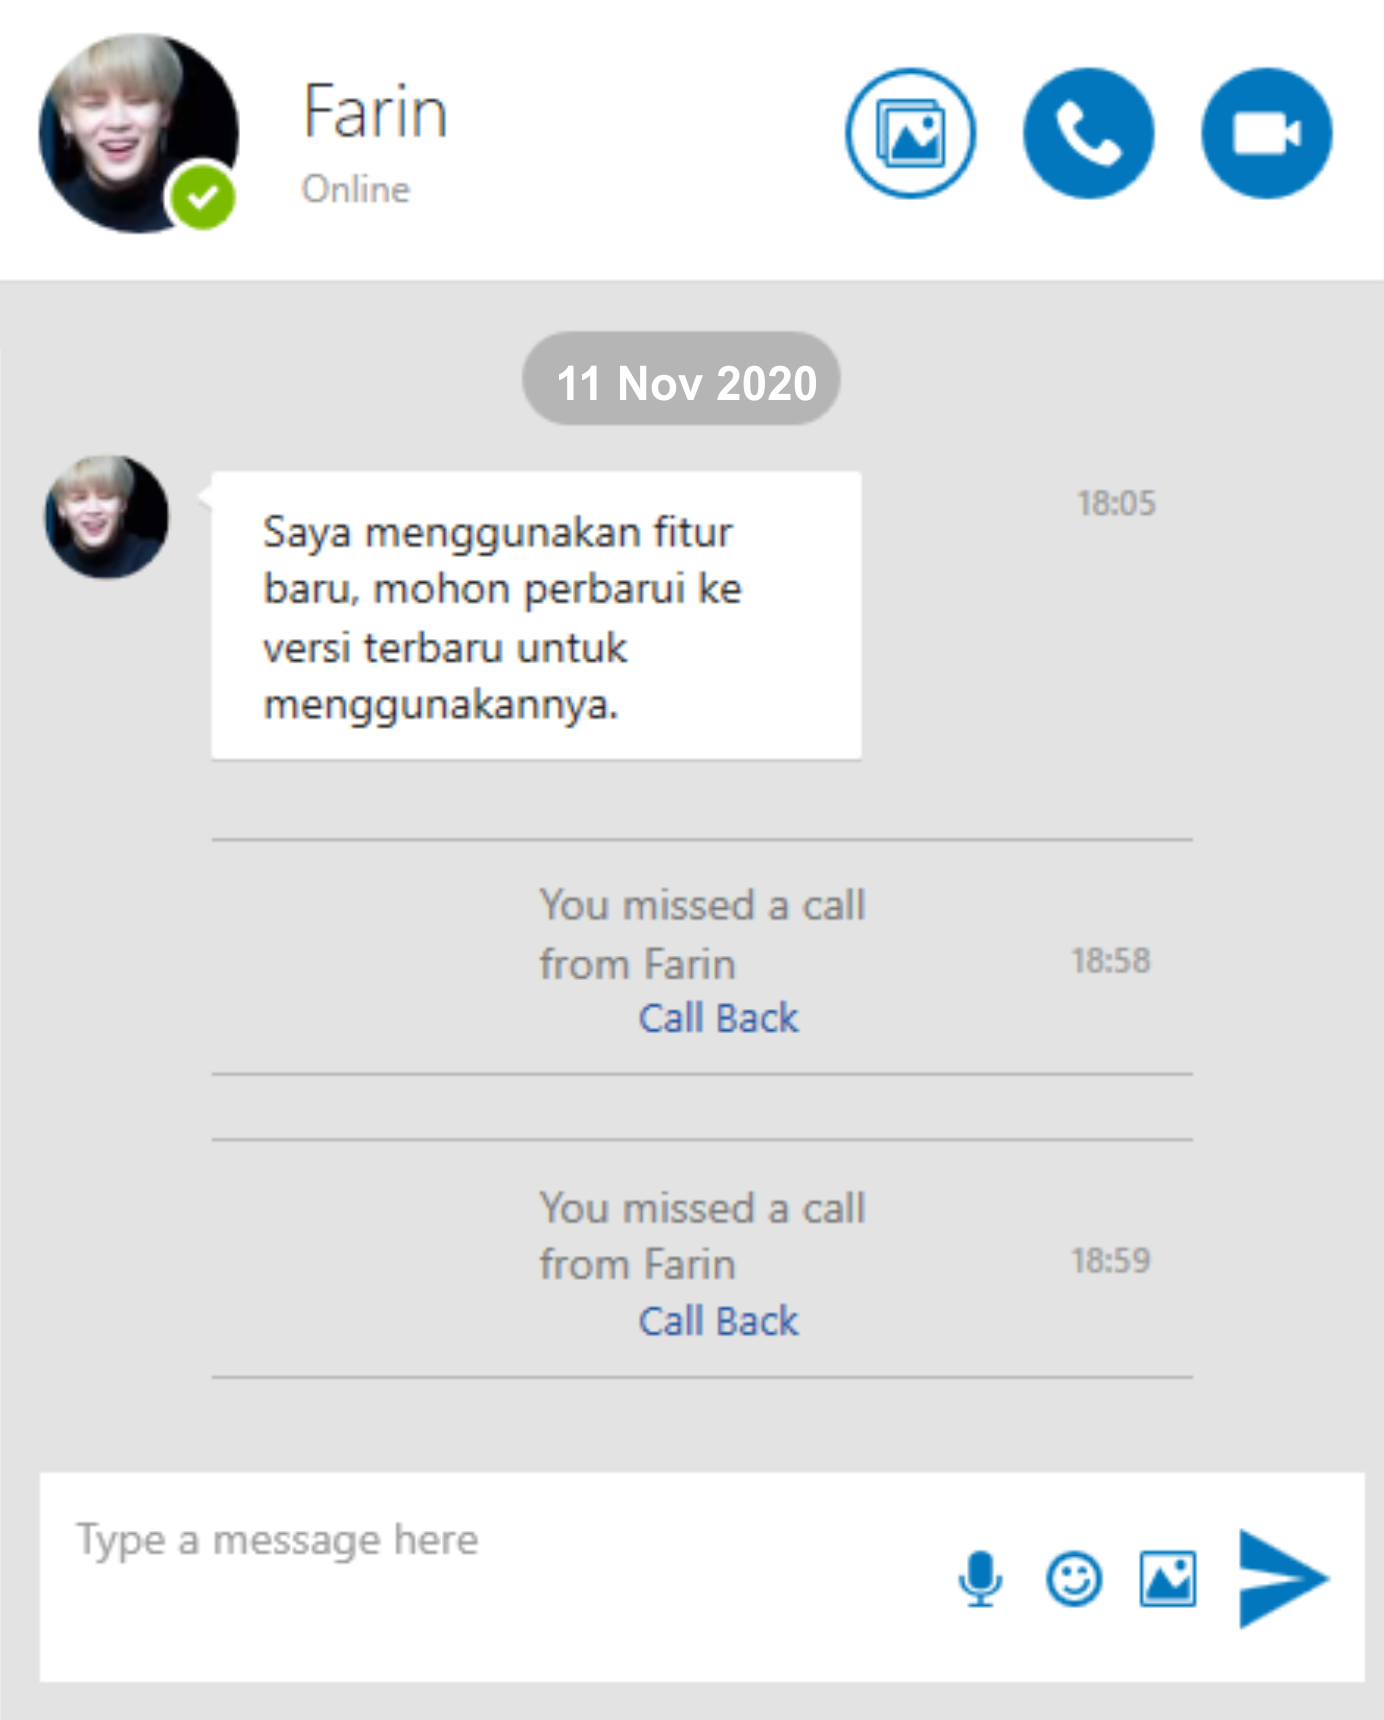 Farin
Online
11 Nov 2020
Saya menggunakan fitur
baru, mohon perbarui ke
versi terbaru untuk
menggunakannya.
18:05
You missed a call
from Farin
18:58
Call Back
You missed a call
from Farin
18:59
Call Back
Type a message here